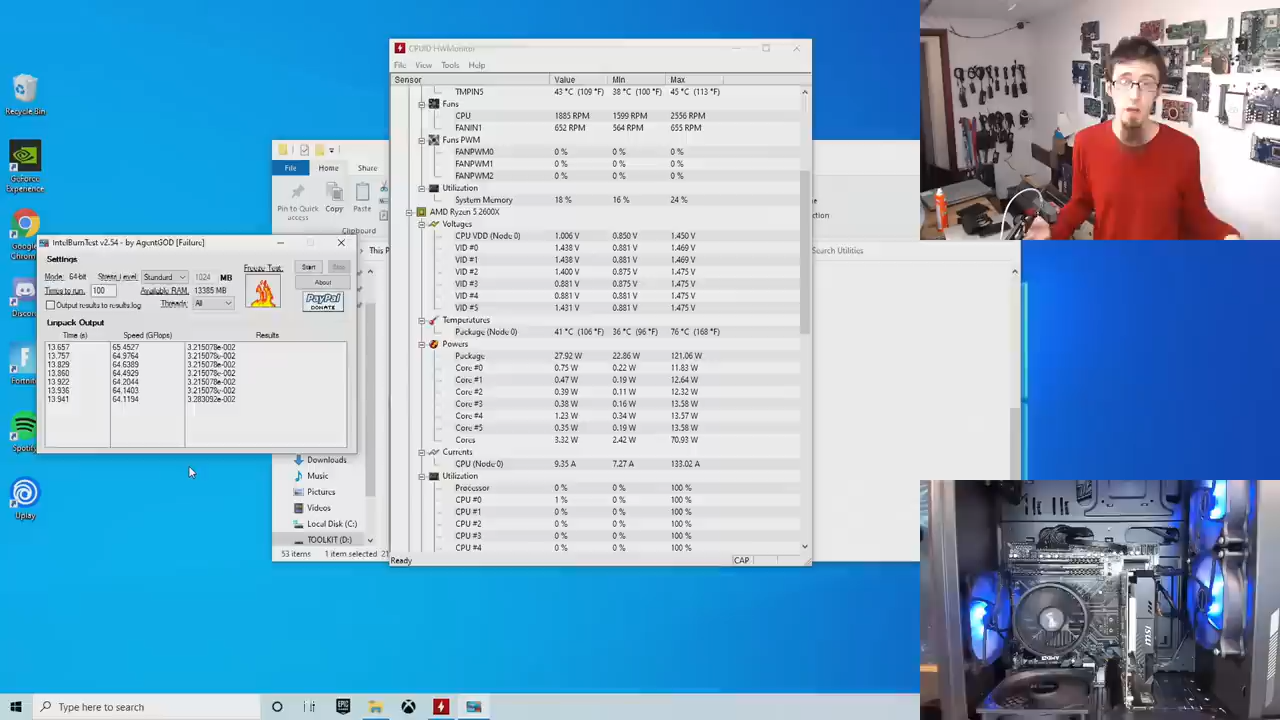 Recycle Bin
GeForce
Experience
Google
Chrome
Discord
Fortnite
Spotify
Uplay
CPUID HWMonitor
File View Tools Help
Sensor Value Min Max
TMPIN5 43 °C (109 °F) 38 °C (100 °F) 45 °C (113 °F)
Fans
CPU 1885 RPM 1599 RPM 2556 RPM
FANIN1 652 RPM 564 RPM 655 RPM
Fans PWM
FANPWM0 0 % 0 % 0 %
FANPWM1 0 % 0 % 0 %
FANPWM2 0 % 0 % 0 %
Utilization
System Memory 18 % 16 % 24 %
AMD Ryzen 5 2600X
Voltages
CPU VDD (Node 0) 1.006 V 0.850 V 1.450 V
VID #0 1.438 V 0.881 V 1.469 V
VID #1 1.438 V 0.881 V 1.469 V
VID #2 1.400 V 0.875 V 1.475 V
VID #3 0.881 V 0.875 V 1.475 V
VID #4 0.881 V 0.881 V 1.475 V
VID #5 1.431 V 0.881 V 1.475 V
Temperatures
Package (Node 0) 41 °C (106 °F) 36 °C (96 °F) 76 °C (168 °F)
Powers
Package 27.92 W 22.86 W 121.06 W
Core #0 0.75 W 0.22 W 11.83 W
Core #1 0.47 W 0.19 W 12.64 W
Core #2 0.39 W 0.11 W 12.32 W
Core #3 0.38 W 0.16 W 13.57 W
Core #4 1.23 W 0.34 W 13.57 W
Core #5 0.35 W 0.19 W 13.58 W
Cores 3.32 W 2.42 W 70.93 W
Currents
CPU (Node 0) 9.35 A 7.27 A 133.02 A
Utilization
Processor 0 % 0 % 100 %
CPU #0 1 % 0 % 100 %
CPU #1 0 % 0 % 100 %
CPU #2 0 % 0 % 100 %
CPU #3 0 % 0 % 100 %
CPU #4 0 % 0 % 100 %
Ready CAP
File Home Share
Pin to Quick
access
Copy Paste
Clipboard
This P
Search Utilities
Downloads
Music
Pictures
Videos
Local Disk (C:)
TOOLKIT (D:)
53 items 1 item selected
IntelBurnTest v2.54 - by AgentGOD [Failure]
Settings
Mode: 64-bit Stress Level: Standard 1024 MB
Times to run: 100 Available RAM: 13385 MB
Output results to results.log Threads: All
Freeze Test:
Start Stop
About
PayPal
DONATE
Linpack Output
Time (s) Speed (GFlops) Results
13.657 65.4527 3.215078e-002
13.757 64.9764 3.215078e-002
13.829 64.6389 3.215078e-002
13.860 64.4929 3.215078e-002
13.922 64.2044 3.215078e-002
13.936 64.1403 3.215078e-002
13.941 64.1194 3.283092e-002
Type here to search
EPIC
msi